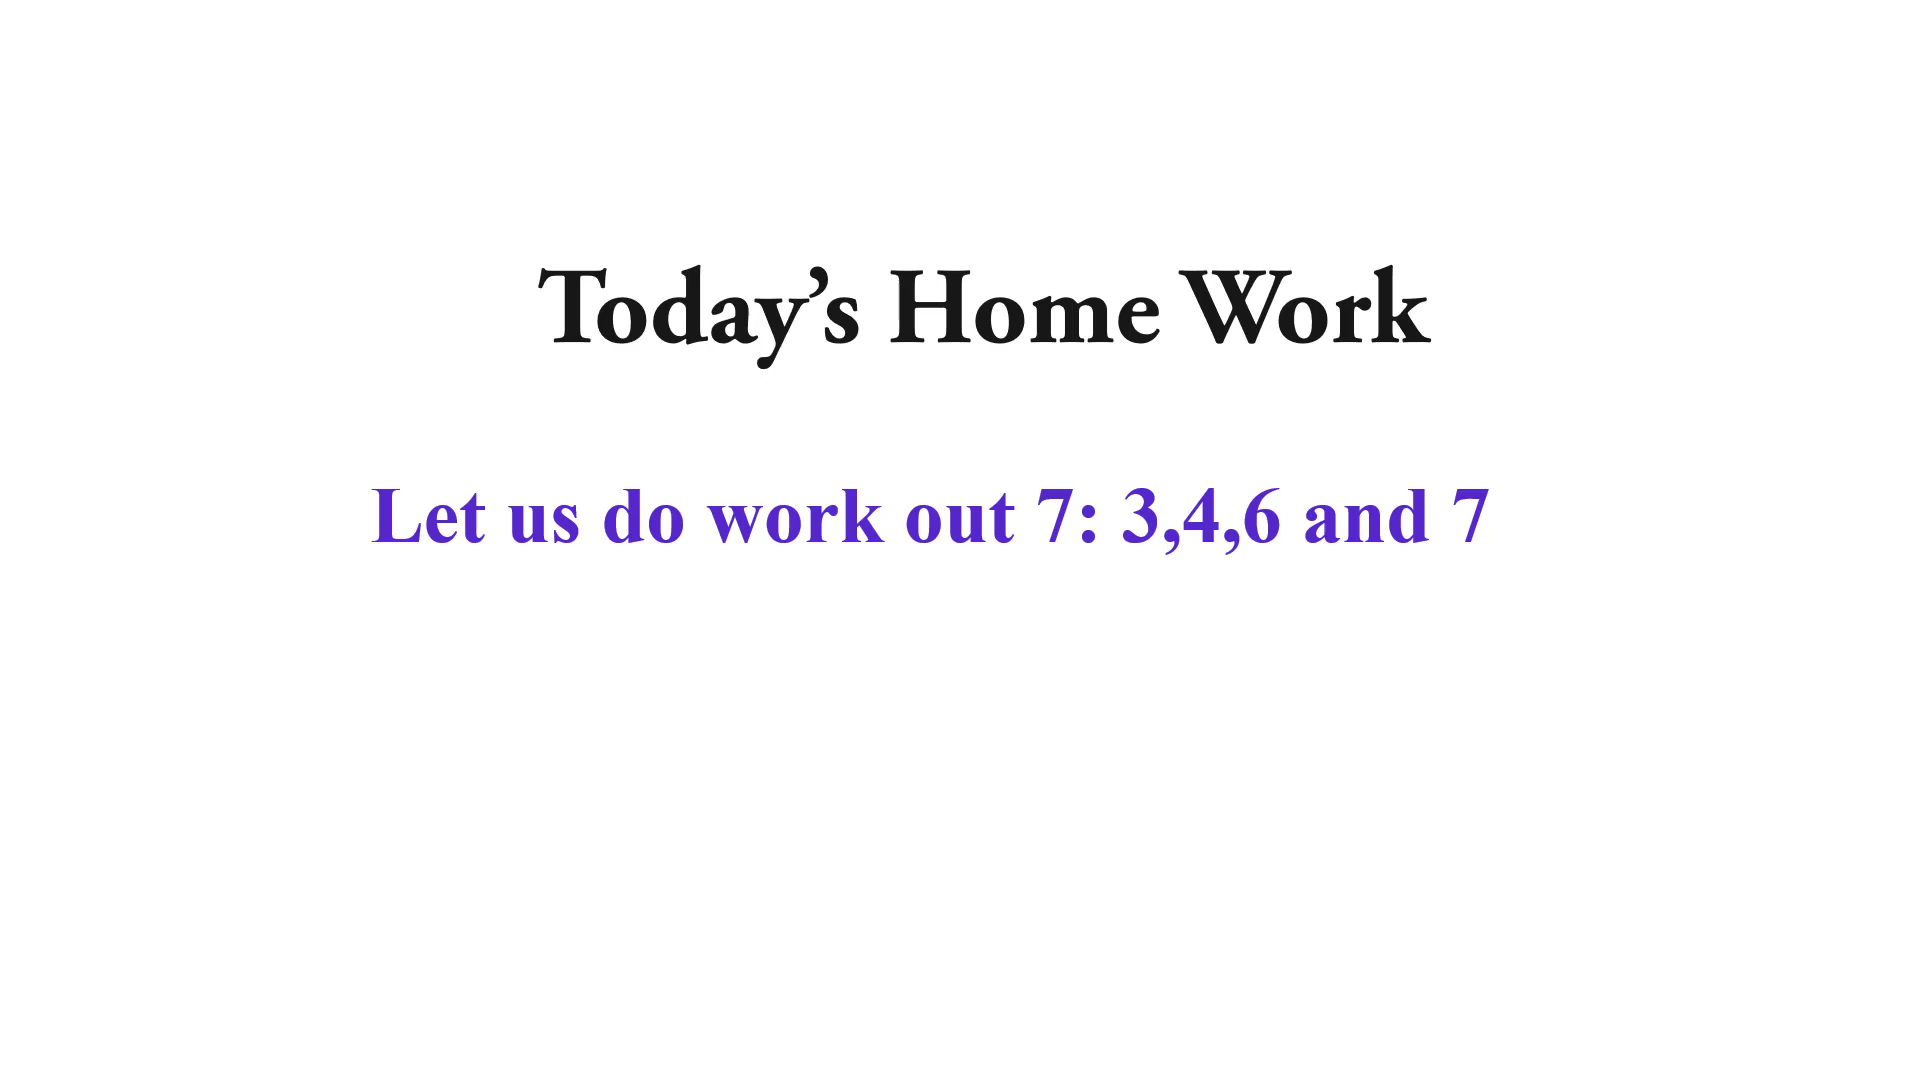 Today’s Home Work
Let us do work out 7: 3,4,6 and 7